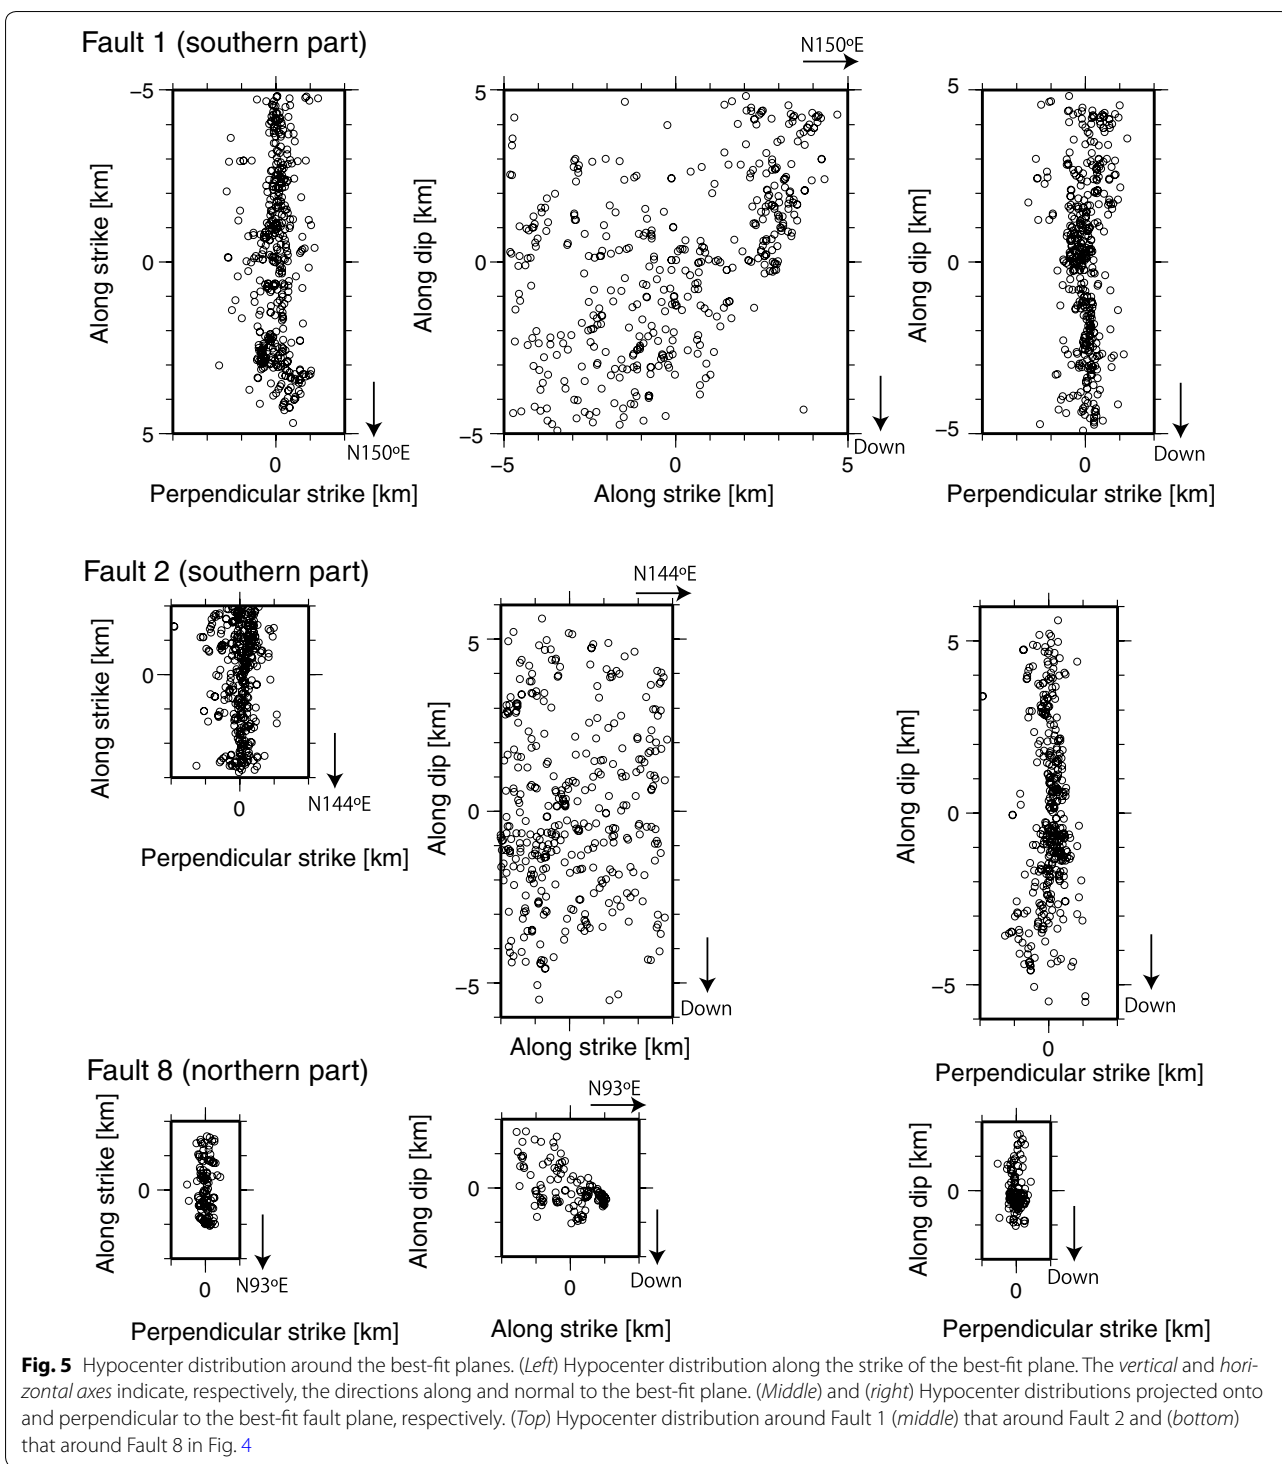 Fault 1 (southern part)
N150ºE
−5
0
5
Along strike [km]
0
N150ºE
Perpendicular strike [km]
5
0
−5
Along dip [km]
−5
0
5
Down
Along strike [km]
5
0
−5
Along dip [km]
0
Down
Perpendicular strike [km]
Fault 2 (southern part)
N144ºE
Along strike [km]
0
0
N144ºE
Perpendicular strike [km]
5
0
−5
Along dip [km]
Down
Along strike [km]
5
0
−5
Along dip [km]
Down
0
Perpendicular strike [km]
Fault 8 (northern part)
N93ºE
Along strike [km]
0
0
N93ºE
Perpendicular strike [km]
Along dip [km]
0
0
Down
Along strike [km]
Along dip [km]
0
0
Down
Perpendicular strike [km]
Fig. 5 Hypocenter distribution around the best-fit planes. (Left) Hypocenter distribution along the strike of the best-fit plane. The vertical and hori-
zontal axes indicate, respectively, the directions along and normal to the best-fit plane. (Middle) and (right) Hypocenter distributions projected onto
and perpendicular to the best-fit fault plane, respectively. (Top) Hypocenter distribution around Fault 1 (middle) that around Fault 2 and (bottom)
that around Fault 8 in Fig. 4